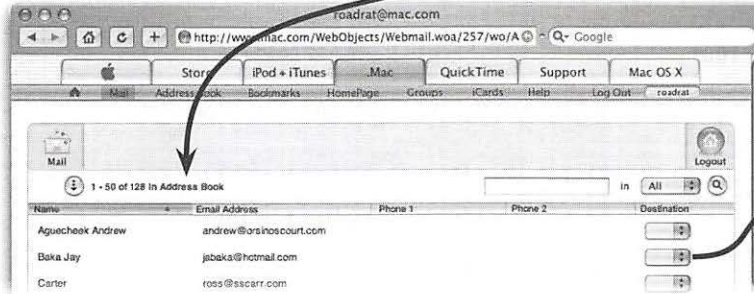 roadrat@mac.com
http://www.mac.com/WebObjects/Webmail.woa/257/wo/A Q- Google
Store iPod + iTunes .Mac QuickTime Support Mac OS X
Mail Address Book Bookmarks HomePage Groups iCards Help Log Out roadrat
Mail
Logout
1 - 50 of 128 in Address Book in All
Name Email Address Phone 1 Phone 2 Destination
Aguecheek Andrew andrew@orsinoscourt.com
Baka Jay jabaka@hotmail.com
Carter ross@sscarr.com